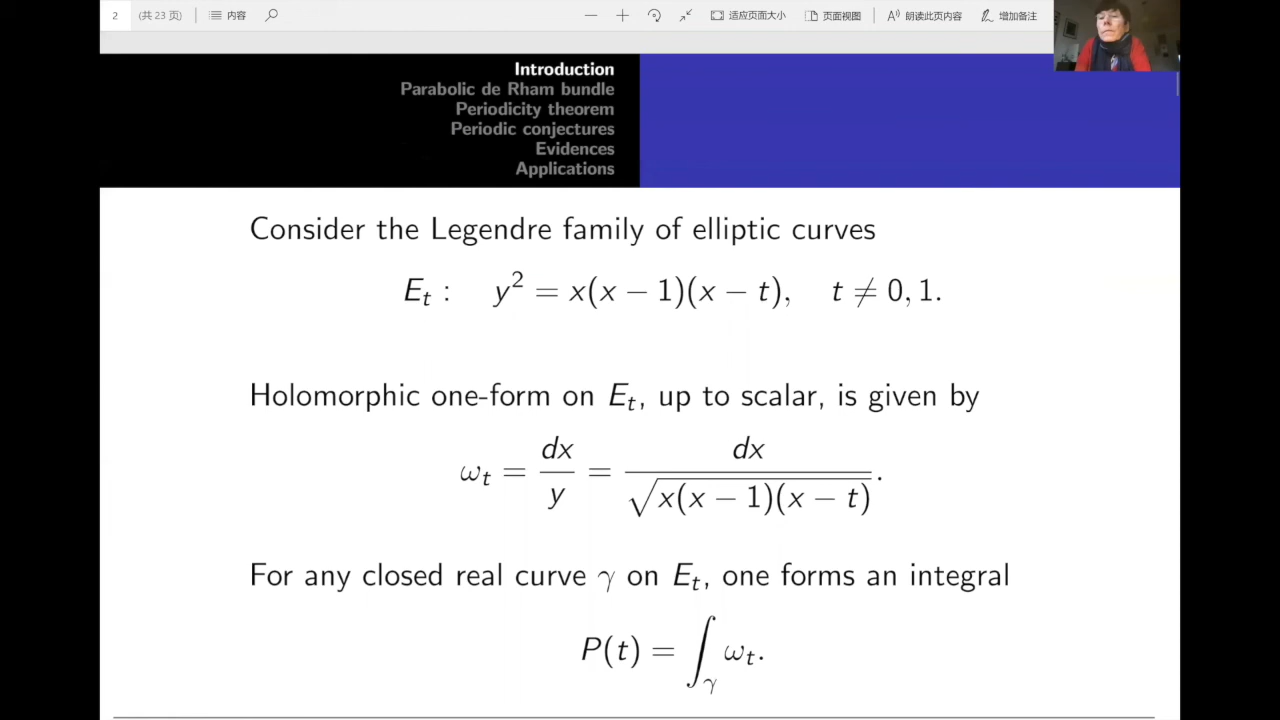 2 (共 23 页) 内容 适应页面大小 页面视图 朗读此页内容 增加备注
Introduction
Parabolic de Rham bundle
Periodicity theorem
Periodic conjectures
Evidences
Applications
Consider the Legendre family of elliptic curves
E_t : y^2 = x(x − 1)(x − t), t ≠ 0, 1.
Holomorphic one-form on E_t, up to scalar, is given by
ω_t = dx/y = dx/√(x(x − 1)(x − t)).
For any closed real curve γ on E_t, one forms an integral
P(t) = ∫_γ ω_t.